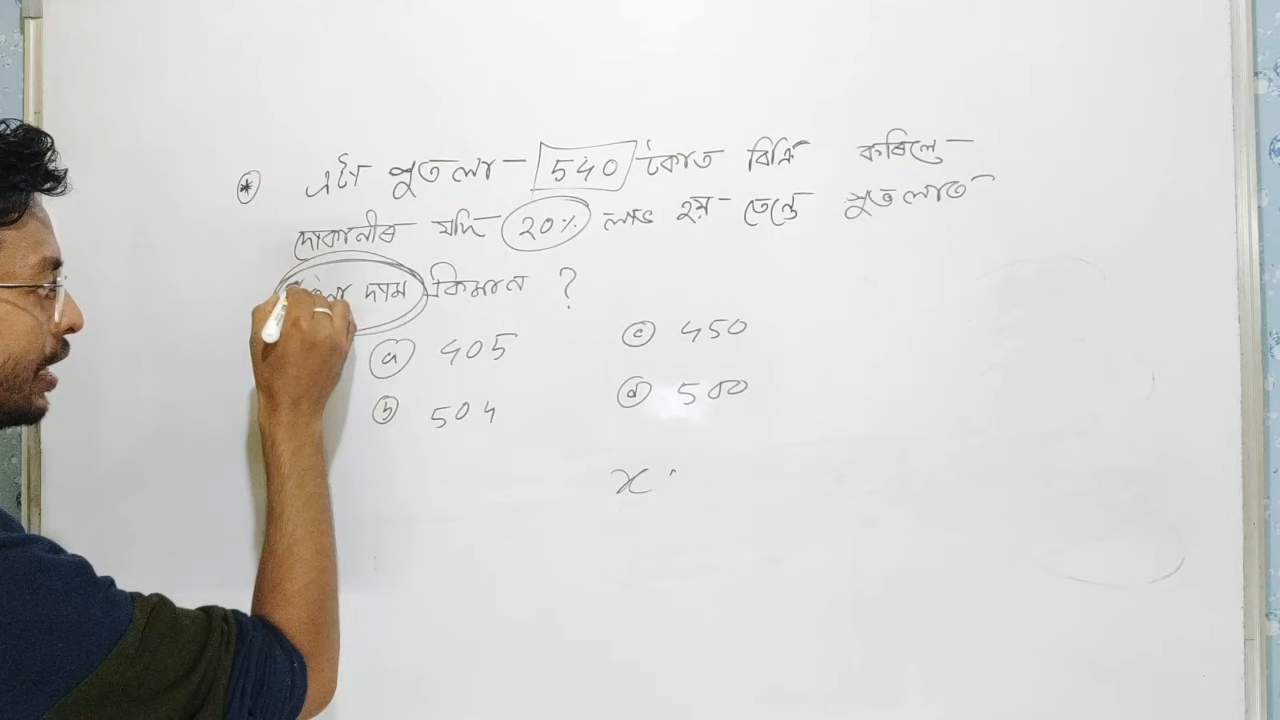 * এটা পুতলা 540 টকাত বিক্ৰি কৰিলে
দোকানীৰ যদি 20% লাভ হয় তেন্তে পুতলাৰ
দাম কিমান ?
(a) 405 (c) 450
(b) 504 (d) 500
x